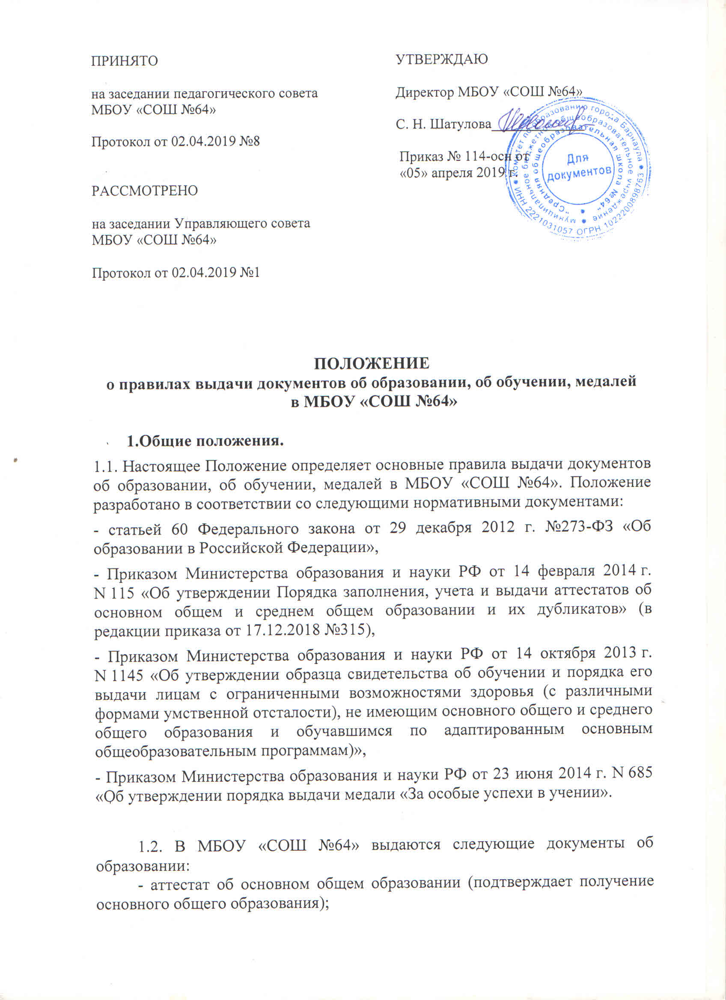 ПРИНЯТО
на заседании педагогического совета
МБОУ «СОШ №64»
Протокол от 02.04.2019 №8
РАССМОТРЕНО
на заседании Управляющего совета
МБОУ «СОШ №64»
Протокол от 02.04.2019 №1
УТВЕРЖДАЮ
Директор МБОУ «СОШ №64»
С. Н. Шатулова
Приказ № 114-осн от
«05» апреля 2019 г.
Комитет по образованию города Барнаула
ИНН 2221031057 ОГРН 1022200898763
муниципальное бюджетное общеобразовательное учреждение
"Средняя общеобразовательная школа №64"
Для
документов
ПОЛОЖЕНИЕ
о правилах выдачи документов об образовании, об обучении, медалей
в МБОУ «СОШ №64»
1.Общие положения.
1.1. Настоящее Положение определяет основные правила выдачи документов
об образовании, об обучении, медалей в МБОУ «СОШ №64». Положение
разработано в соответствии со следующими нормативными документами:
- статьей 60 Федерального закона от 29 декабря 2012 г. №273-ФЗ «Об
образовании в Российской Федерации»,
- Приказом Министерства образования и науки РФ от 14 февраля 2014 г.
N 115 «Об утверждении Порядка заполнения, учета и выдачи аттестатов об
основном общем и среднем общем образовании и их дубликатов» (в
редакции приказа от 17.12.2018 №315),
- Приказом Министерства образования и науки РФ от 14 октября 2013 г.
N 1145 «Об утверждении образца свидетельства об обучении и порядка его
выдачи лицам с ограниченными возможностями здоровья (с различными
формами умственной отсталости), не имеющим основного общего и среднего
общего образования и обучавшимся по адаптированным основным
общеобразовательным программам)»,
- Приказом Министерства образования и науки РФ от 23 июня 2014 г. N 685
«Об утверждении порядка выдачи медали «За особые успехи в учении».
1.2. В МБОУ «СОШ №64» выдаются следующие документы об
образовании:
- аттестат об основном общем образовании (подтверждает получение
основного общего образования);